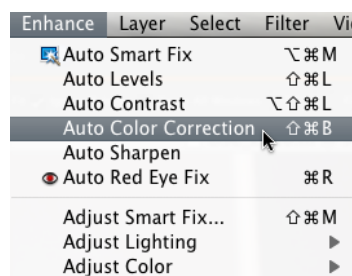 Enhance Layer Select Filter
Auto Smart Fix ⌥⌘M
Auto Levels ⇧⌘L
Auto Contrast ⌥⇧⌘L
Auto Color Correction ⇧⌘B
Auto Sharpen
Auto Red Eye Fix ⌘R
Adjust Smart Fix... ⇧⌘M
Adjust Lighting
Adjust Color